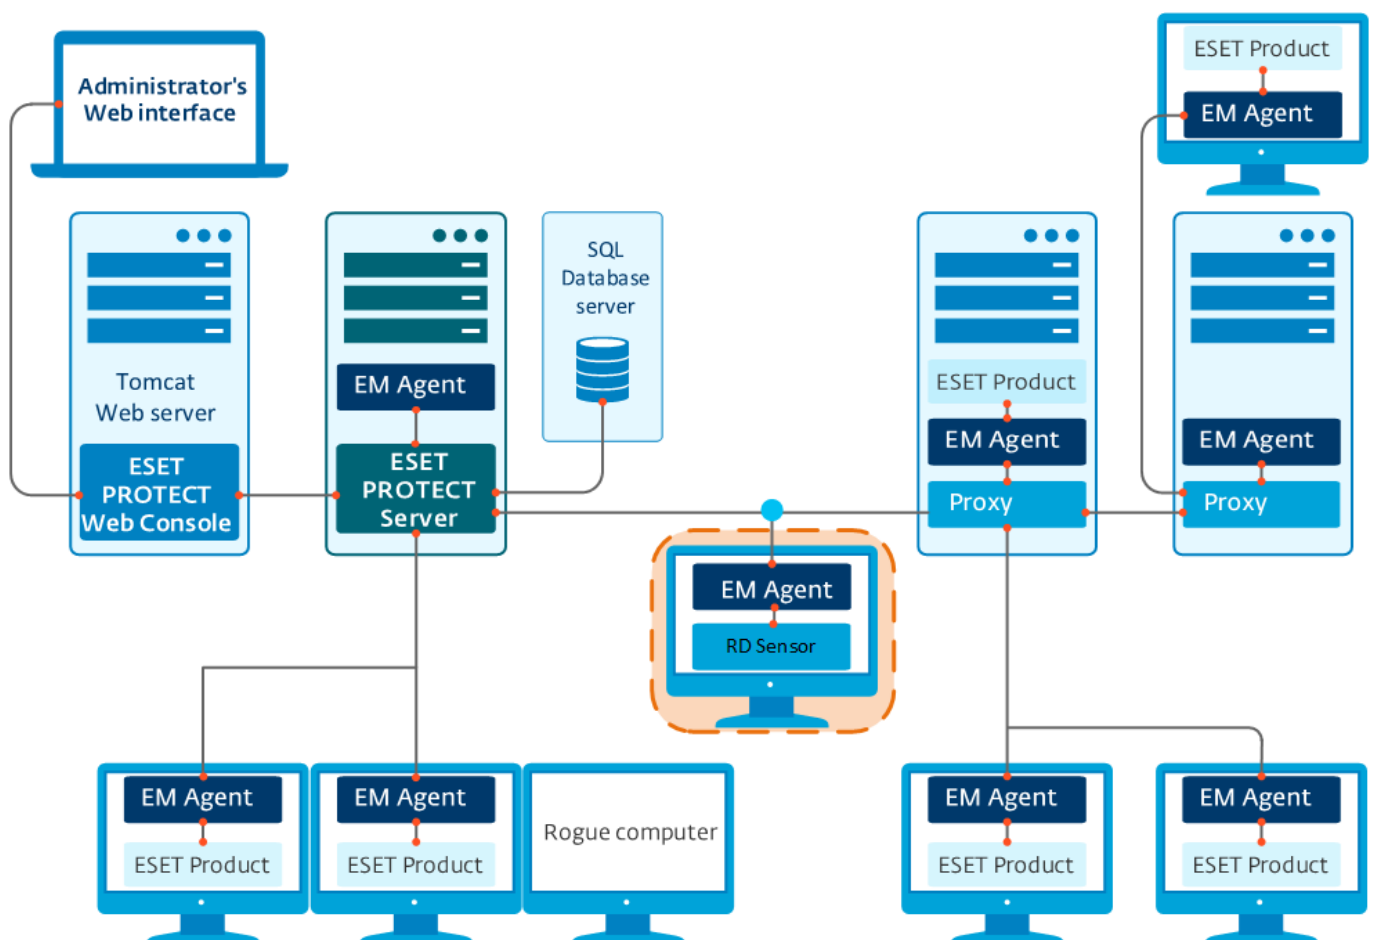 Administrator's
Web interface
ESET Product
EM Agent
Tomcat
Web server
ESET
PROTECT
Web Console
EM Agent
ESET
PROTECT
Server
SQL
Database
server
ESET Product
EM Agent
Proxy
EM Agent
Proxy
EM Agent
RD Sensor
EM Agent
ESET Product
EM Agent
ESET Product
Rogue computer
EM Agent
ESET Product
EM Agent
ESET Product